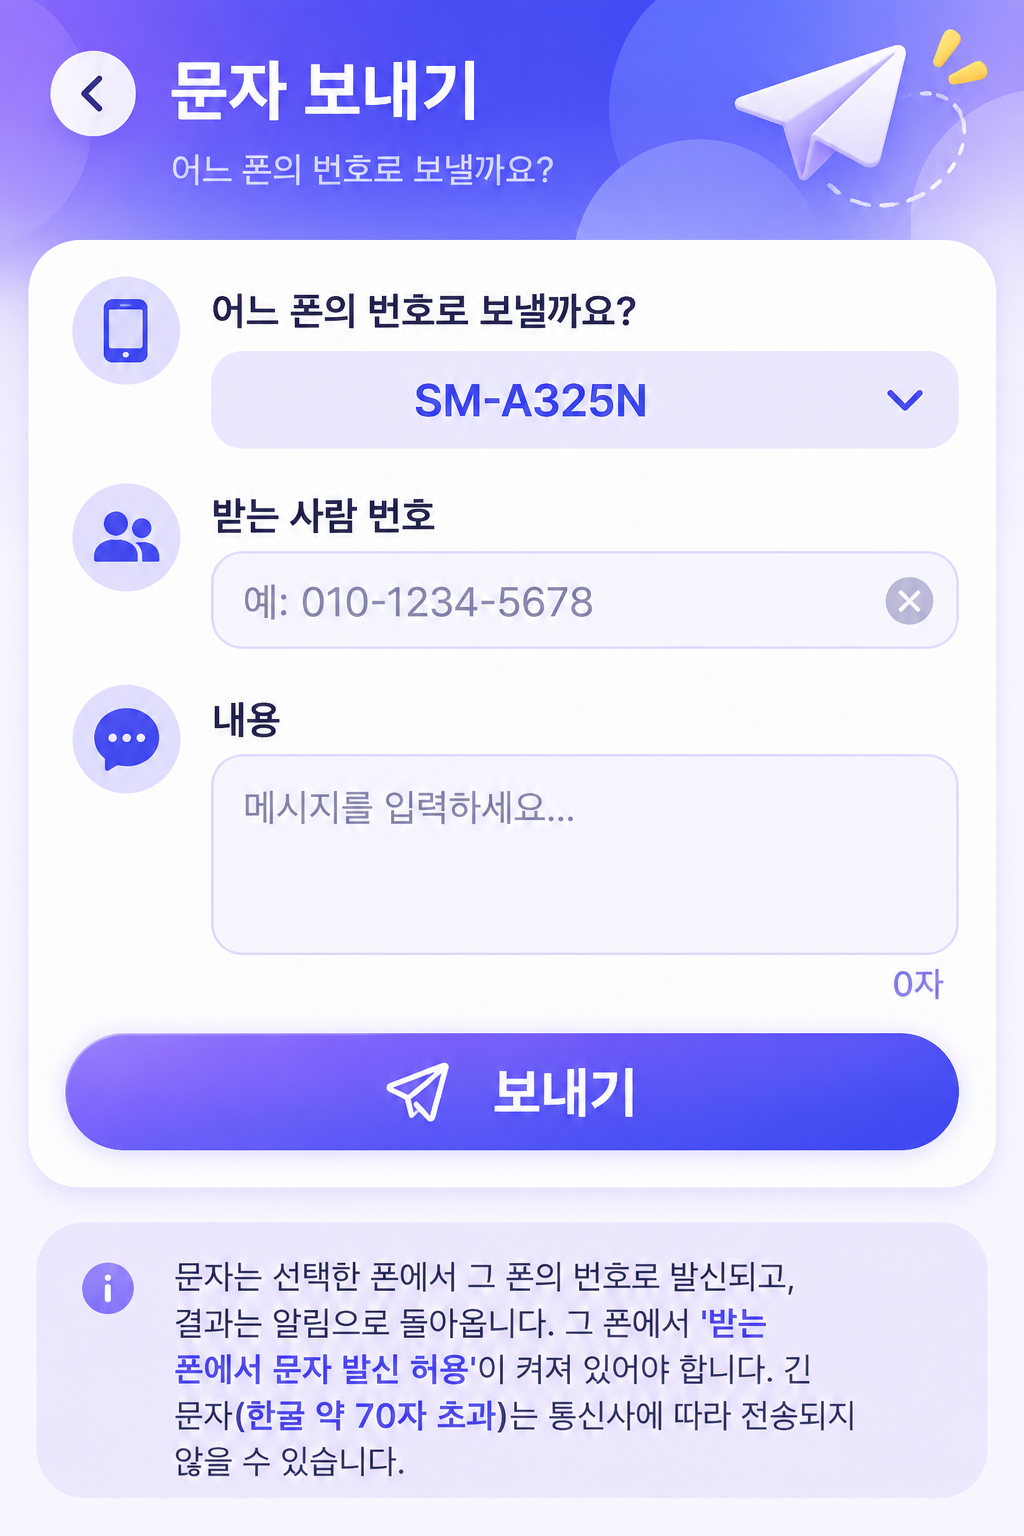 문자 보내기
어느 폰의 번호로 보낼까요?
어느 폰의 번호로 보낼까요?
SM-A325N
받는 사람 번호
예: 010-1234-5678
내용
메시지를 입력하세요...
0자
보내기
문자는 선택한 폰에서 그 폰의 번호로 발신되고,
결과는 알림으로 돌아옵니다. 그 폰에서 '받는
폰에서 문자 발신 허용'이 켜져 있어야 합니다. 긴
문자(한글 약 70자 초과)는 통신사에 따라 전송되지
않을 수 있습니다.